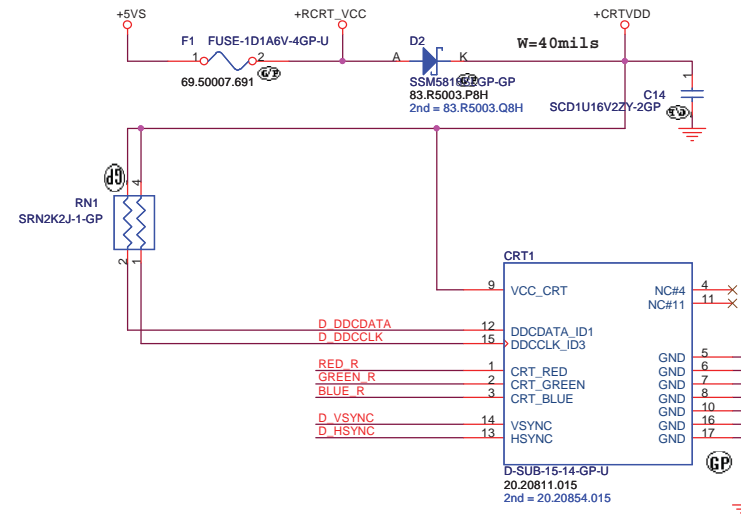 +5VS
+RCRT_VCC
+CRTVDD
F1 FUSE-1D1A6V-4GP-U
D2
W=40mils
1
2
A
K
GP
69.50007.691
GP
83.R5003.P8H
2nd = 83.R5003.Q8H
1
C14
SCD1U16V2ZY-2GP
GP
4
RN1
SRN2K2J-1-GP
2
1
CRT1
9
VCC_CRT
NC#4
4
NC#11
11
D_DDCDATA
12
DDCDATA_ID1
D_DDCCLK
15
DDCCLK_ID3
GND
5
RED_R
1
CRT_RED
GND
6
GREEN_R
2
CRT_GREEN
GND
7
BLUE_R
3
CRT_BLUE
GND
8
GND
10
D_VSYNC
14
VSYNC
GND
16
D_HSYNC
13
HSYNC
GND
17
GP
D-SUB-15-14-GP-U
20.20811.015
2nd = 20.20854.015